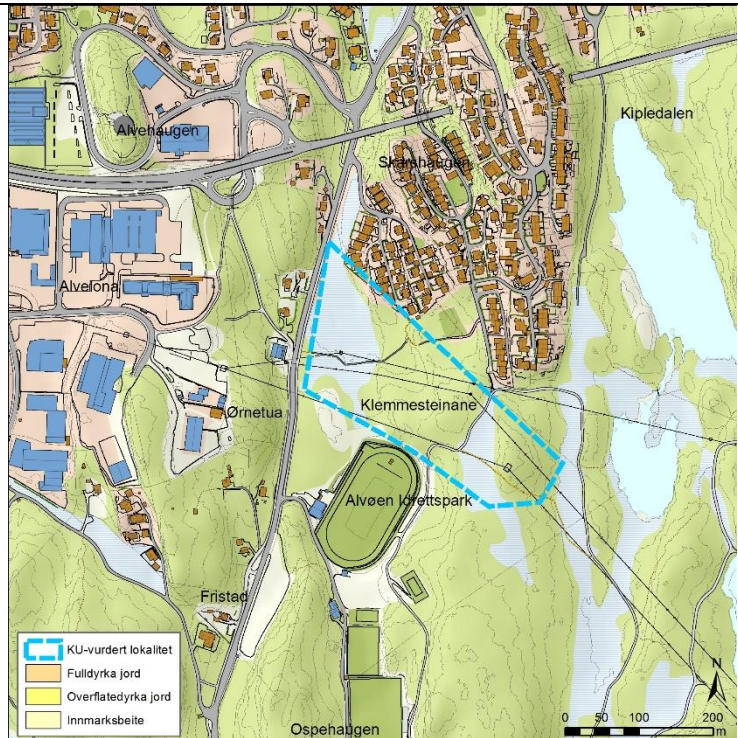 Kipledalen
Alvehaugen
Skarshaugen
Alvelona
Ørnetua
Klemmesteinane
Alvøen Idrettspark
Fristad
Ospehaugen
KU-vurdert lokalitet
Fulldyrka jord
Overflatedyrka jord
Innmarksbeite
N
0 50 100 200
m